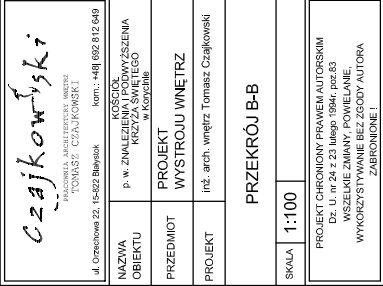 czajkowski
PRACOWNIA ARCHITEKTURY WNĘTRZ
TOMASZ CZAJKOWSKI
ul. Orzechowa 22, 15-822 Białystok kom.: +48| 692 812 649
NAZWA OBIEKTU
KOŚCIÓŁ
p. w. ZNALEZIENIA I PODWYŻSZENIA
KRZYŻA ŚWIĘTEGO
w Korycinie
PRZEDMIOT
PROJEKT
WYSTROJU WNĘTRZ
PROJEKT
inż. arch. wnętrz Tomasz Czajkowski
PRZEKRÓJ B-B
SKALA
1:100
PROJEKT CHRONIONY PRAWEM AUTORSKIM
Dz. U. nr 24 z 23 lutego 1994r. poz.83
WSZELKIE ZMIANY, POWIELANIE,
WYKORZYSTYWANIE BEZ ZGODY AUTORA
ZABRONIONE !